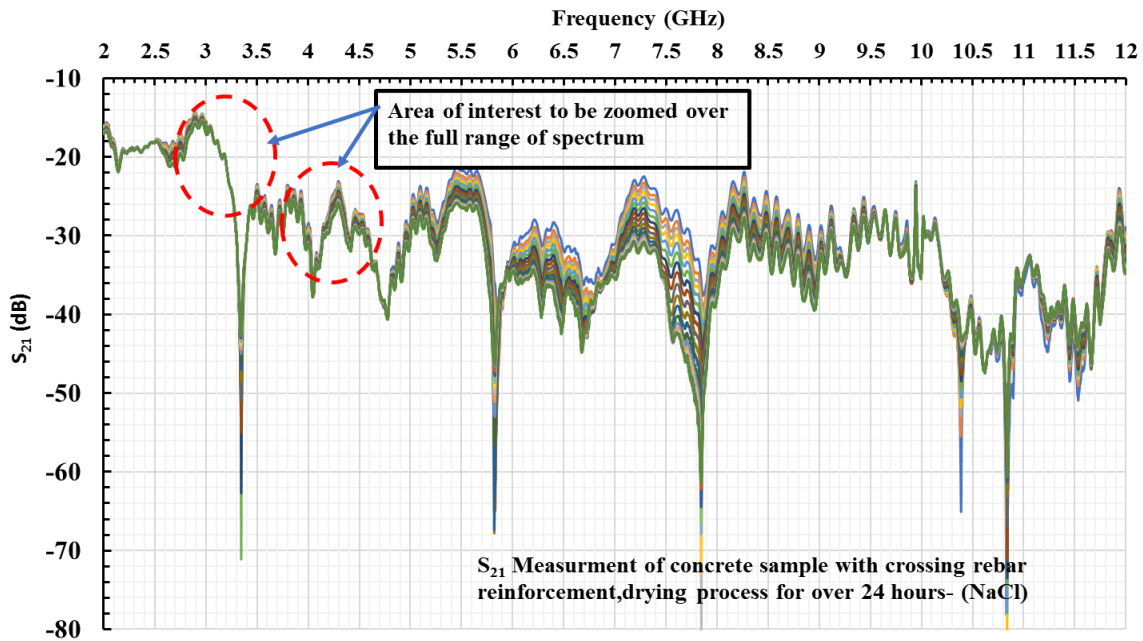 Frequency (GHz)
2 2.5 3 3.5 4 4.5 5 5.5 6 6.5 7 7.5 8 8.5 9 9.5 10 10.5 11 11.5 12
-10
Area of interest to be zoomed over
the full range of spectrum
-20
-30
-40
S₂₁ (dB)
-50
-60
-70
S₂₁ Measurment of concrete sample with crossing rebar
reinforcement,drying process for over 24 hours- (NaCl)
-80